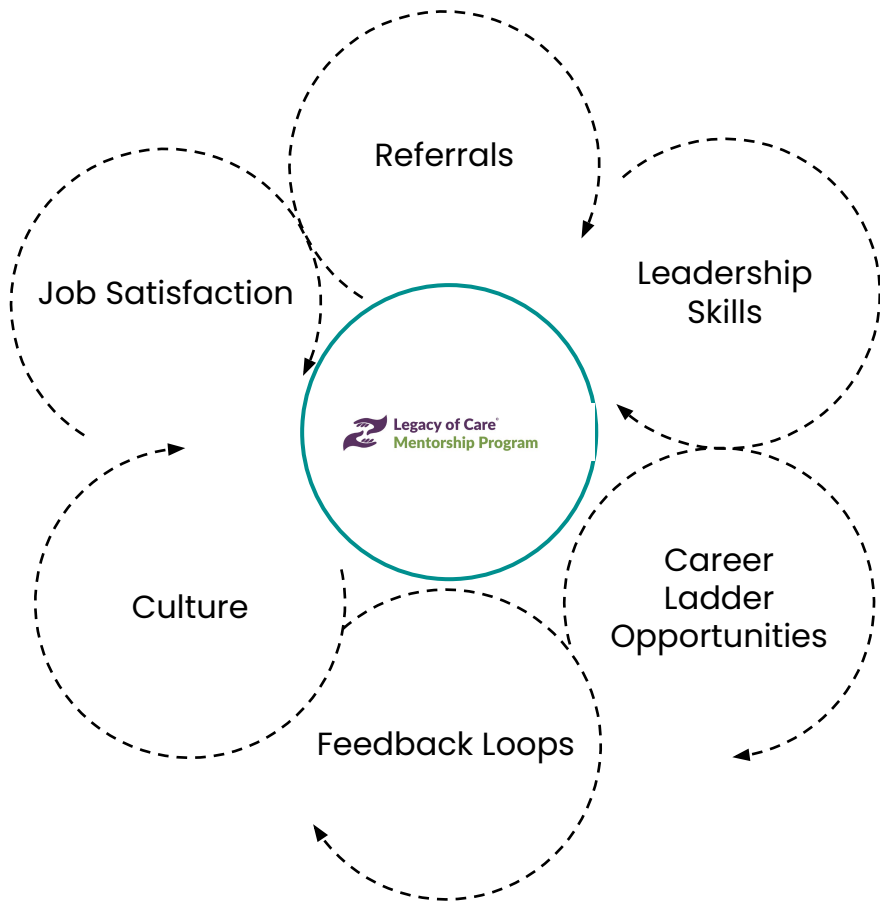 Referrals
Leadership
Skills
Job Satisfaction
Legacy of Care®
Mentorship Program
Career
Ladder
Opportunities
Culture
Feedback Loops